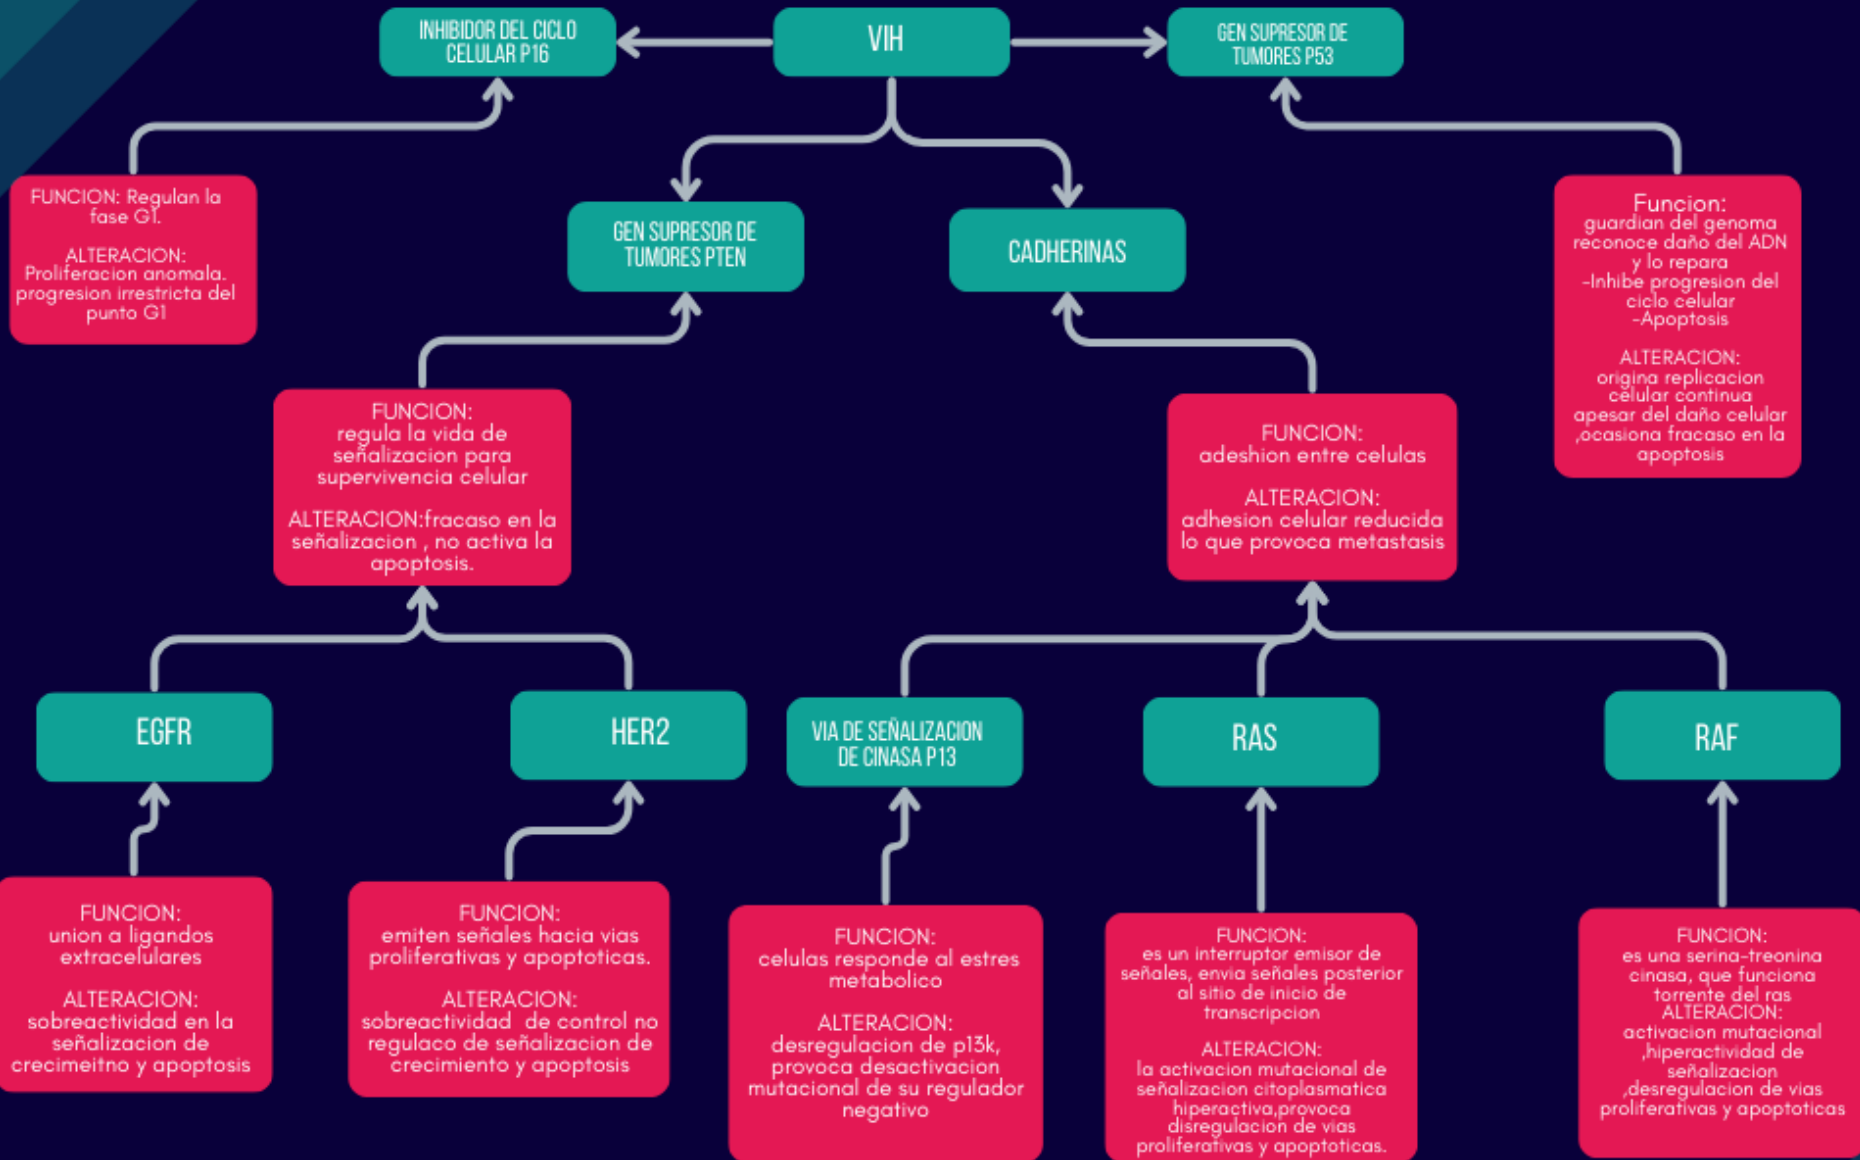 INHIBIDOR DEL CICLO
CELULAR P16
VIH
GEN SUPRESOR DE
TUMORES P53
FUNCION: Regulan la
fase G1.
ALTERACION:
Proliferacion anomala.
progresion irrestricta del
punto G1
GEN SUPRESOR DE
TUMORES PTEN
CADHERINAS
Funcion:
guardian del genoma
reconoce daño del ADN
y lo repara
-Inhibe progresion del
ciclo celular
-Apoptosis
ALTERACION:
origina replicacion
celular continua
apesar del daño celular
,ocasiona fracaso en la
apoptosis
FUNCION:
regula la vida de
señalizacion para
supervivencia celular
ALTERACION:fracaso en la
señalizacion , no activa la
apoptosis.
FUNCION:
adeshion entre celulas
ALTERACION:
adhesion celular reducida
lo que provoca metastasis
EGFR
HER2
VIA DE SEÑALIZACION
DE CINASA P13
RAS
RAF
FUNCION:
union a ligandos
extracelulares
ALTERACION:
sobreactividad en la
señalizacion de
crecimeitno y apoptosis
FUNCION:
emiten señales hacia vias
proliferativas y apoptoticas.
ALTERACION:
sobreactividad de control no
regulaco de señalizacion de
crecimiento y apoptosis
FUNCION:
celulas responde al estres
metabolico
ALTERACION:
desregulacion de p13k,
provoca desactivacion
mutacional de su regulador
negativo
FUNCION:
es un interruptor emisor de
señales, envia señales posterior
al sitio de inicio de
transcripcion
ALTERACION:
la activacion mutacional de
señalizacion citoplasmatica
hiperactiva,provoca
disregulacion de vias
proliferativas y apoptoticas.
FUNCION:
es una serina-treonina
cinasa, que funciona
torrente del ras
ALTERACION:
activacion mutacional
,hiperactividad de
señalizacion
,desregulacion de vias
proliferativas y apoptoticas